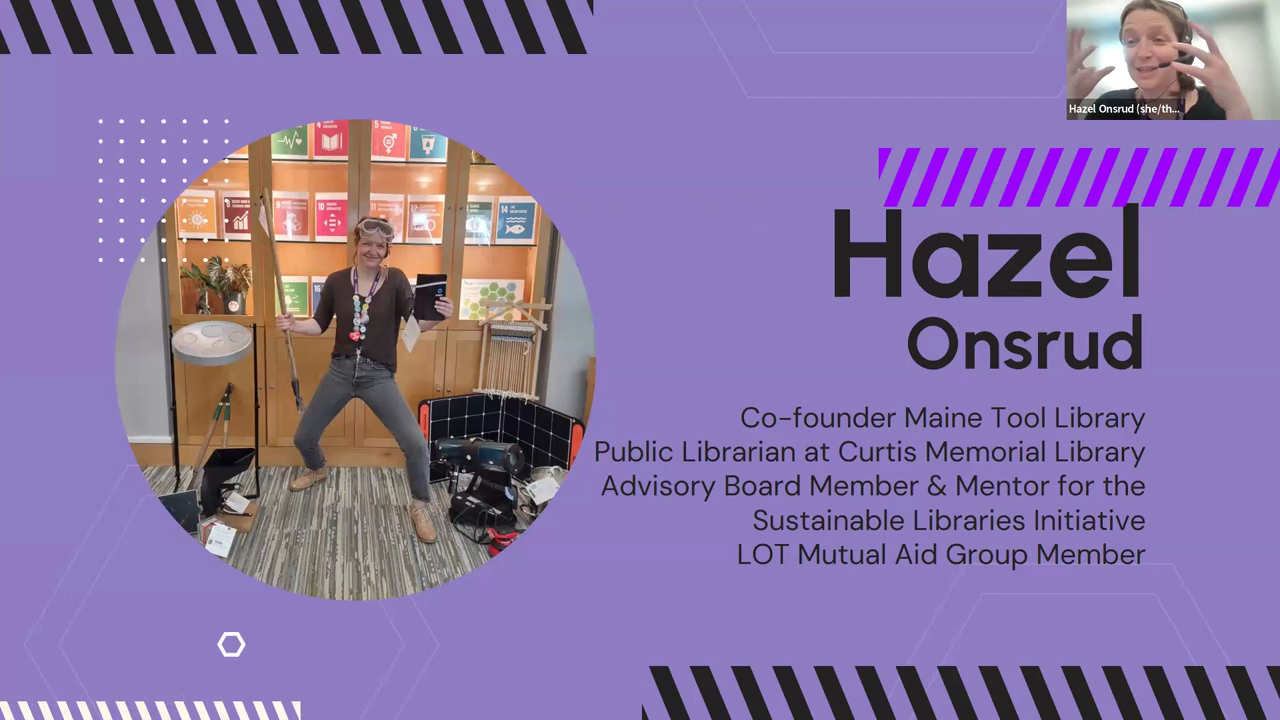 Hazel Onsrud (she/th...
Hazel
Onsrud
Co-founder Maine Tool Library
Public Librarian at Curtis Memorial Library
Advisory Board Member & Mentor for the
Sustainable Libraries Initiative
LOT Mutual Aid Group Member